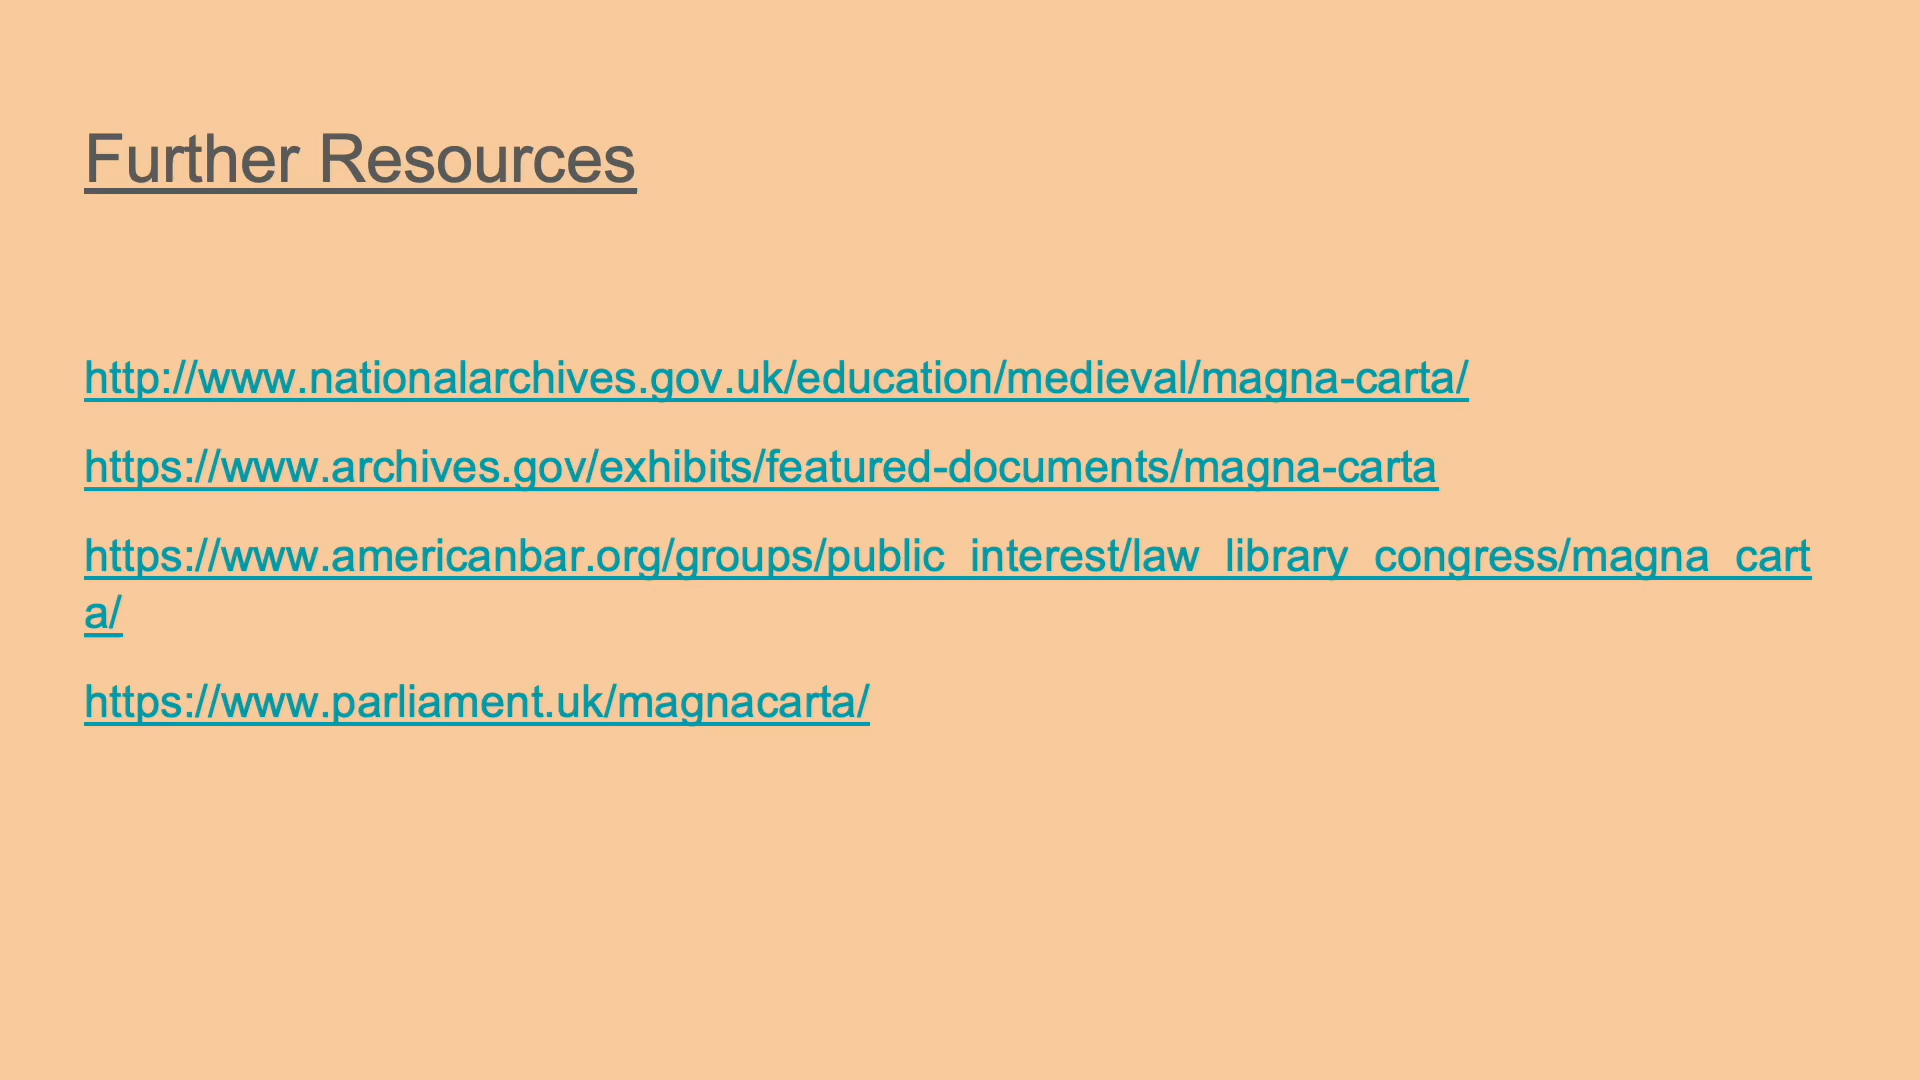 Further Resources
http://www.nationalarchives.gov.uk/education/medieval/magna-carta/
https://www.archives.gov/exhibits/featured-documents/magna-carta
https://www.americanbar.org/groups/public_interest/law_library_congress/magna_cart
a/
https://www.parliament.uk/magnacarta/